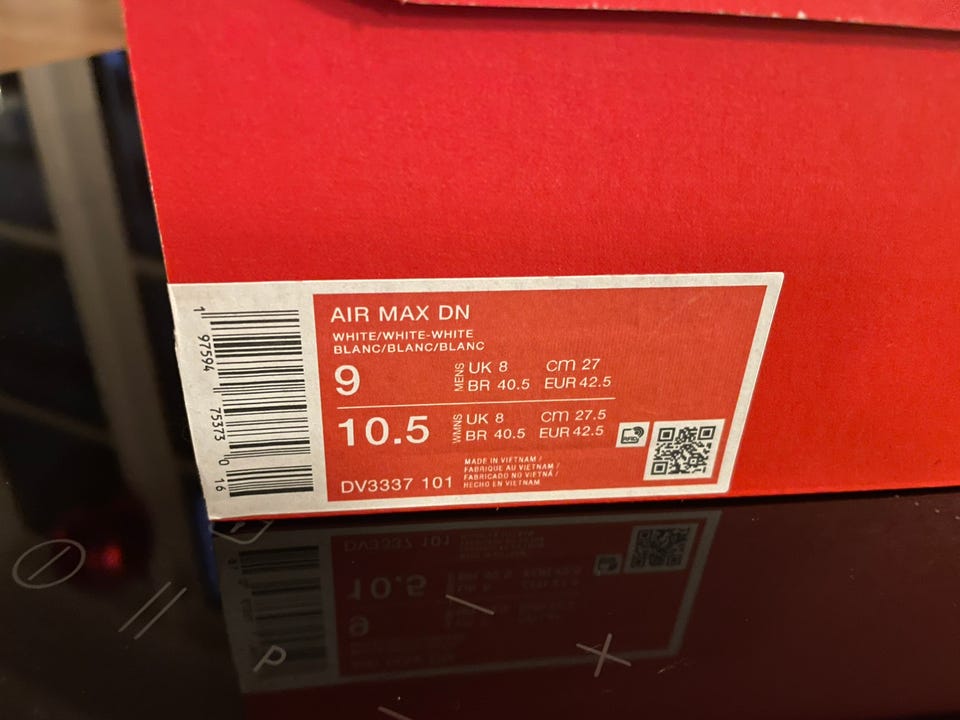 AIR MAX DN
WHITE/WHITE-WHITE
BLANC/BLANC/BLANC
9 MENS UK 8 cm 27
BR 40.5 EUR 42.5
10.5 WMNS UK 8 cm 27.5
BR 40.5 EUR 42.5
MADE IN VIETNAM /
FABRIQUE AU VIETNAM /
FABRICADO NO VIETNÃ /
HECHO EN VIETNAM
DV3337 101
1 97594 75373 0 16
P